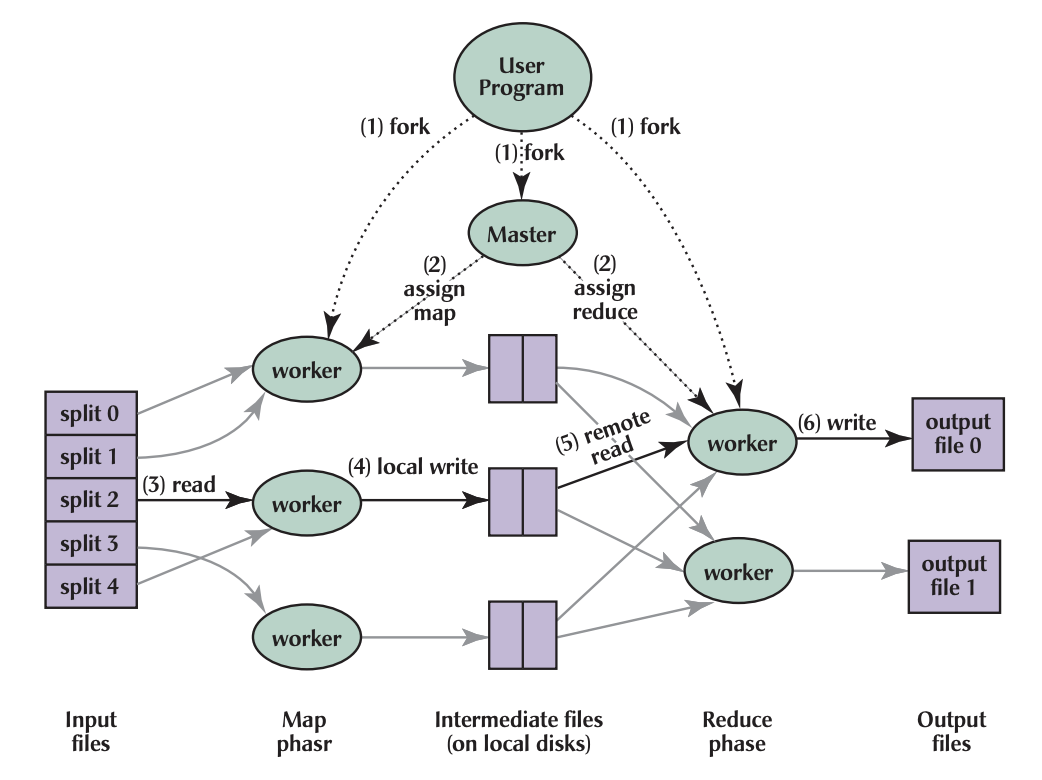 User
Program
(1) fork
(1) fork
(1) fork
Master
(2)
assign
map
(2)
assign
reduce
worker
split 0
split 1
split 2
split 3
split 4
(3) read
worker
(4) local write
worker
(5) remote
read
worker
(6) write
output
file 0
worker
output
file 1
Input
files
Map
phasr
Intermediate files
(on local disks)
Reduce
phase
Output
files